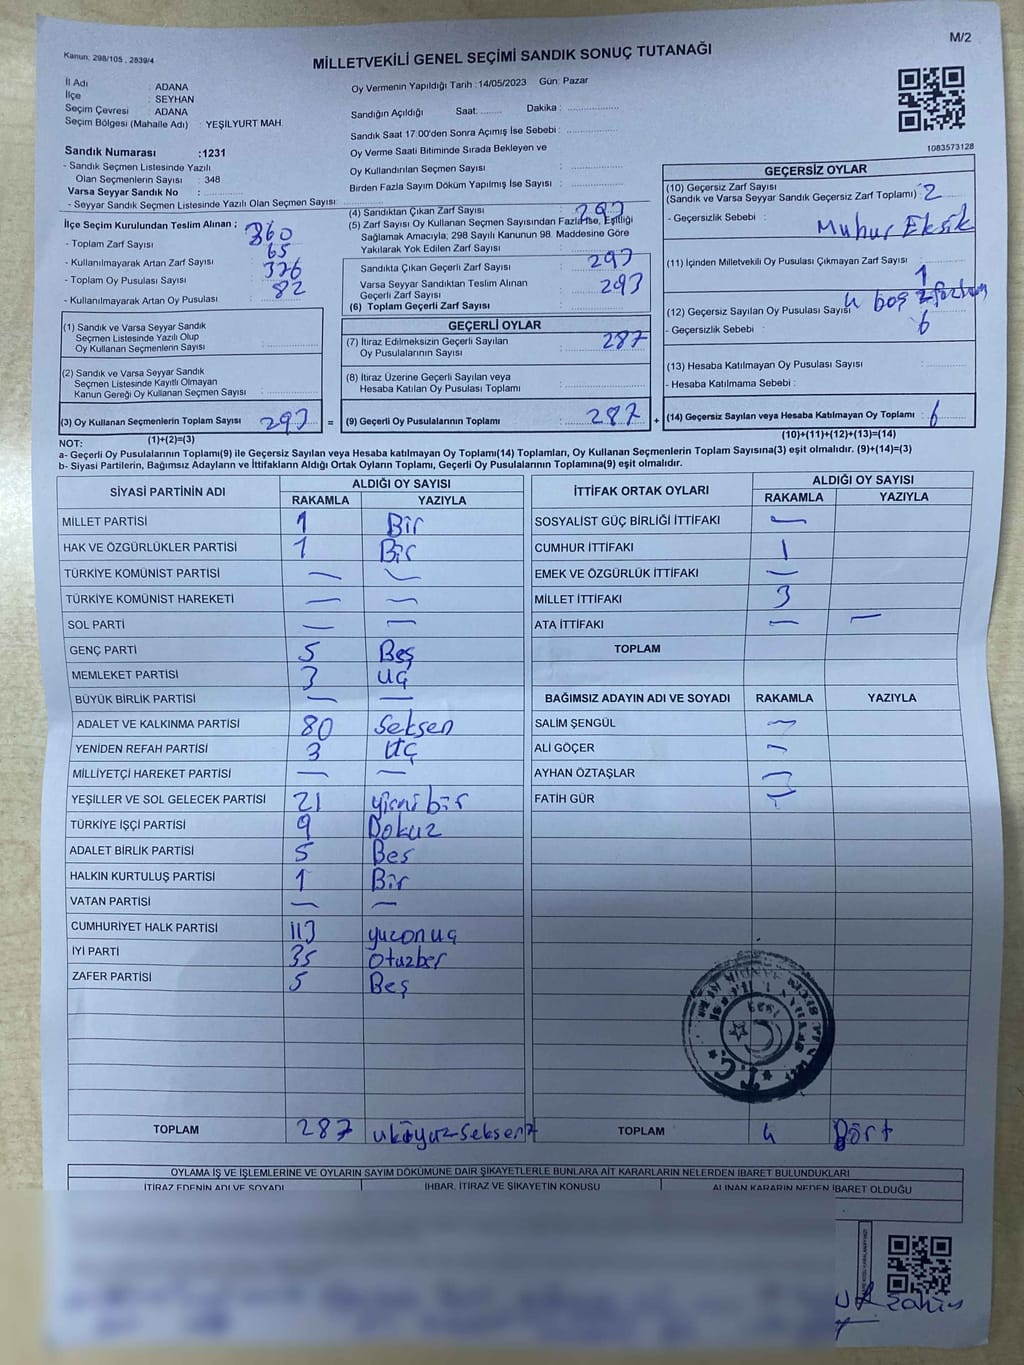 M/2
Kanun: 298/105 , 2839/4
MİLLETVEKİLİ GENEL SEÇİMİ SANDIK SONUÇ TUTANAĞI
İl Adı : ADANA
İlçe : SEYHAN
Seçim Çevresi : ADANA
Seçim Bölgesi (Mahalle Adı) : YEŞİLYURT MAH.
Sandık Numarası :1231
- Sandık Seçmen Listesinde Yazılı
Olan Seçmenlerin Sayısı : 348
Varsa Seyyar Sandık No :
- Seyyar Sandık Seçmen Listesinde Yazılı Olan Seçmen Sayısı :
Oy Vermenin Yapıldığı Tarih :14/05/2023 Gün: Pazar
Sandığın Açıldığı Saat: Dakika :
Sandık Saat 17:00'den Sonra Açımış İse Sebebi :
Oy Verme Saati Bitiminde Sırada Bekleyen ve
Oy Kullandırılan Seçmen Sayısı :
Birden Fazla Sayım Döküm Yapılmış İse Sayısı :
1083573128
İlçe Seçim Kurulundan Teslim Alınan ;
- Toplam Zarf Sayısı : 360
- Kullanılmayarak Artan Zarf Sayısı : 65
- Toplam Oy Pusulası Sayısı : 376
- Kullanılmayarak Artan Oy Pusulası : 82
(1) Sandık ve Varsa Seyyar Sandık
Seçmen Listesinde Yazılı Olup
Oy Kullanan Seçmenlerin Sayısı :
(2) Sandık ve Varsa Seyyar Sandık
Seçmen Listesinde Kayıtlı Olmayan
Kanun Gereği Oy Kullanan Seçmen Sayısı :
(3) Oy Kullanan Seçmenlerin Toplam Sayısı : 293 =
(4) Sandıktan Çıkan Zarf Sayısı : 293
(5) Zarf Sayısı Oy Kullanan Seçmen Sayısından Fazla İse, Eşitliği
Sağlamak Amacıyla, 298 Sayılı Kanunun 98. Maddesine Göre
Yakılarak Yok Edilen Zarf Sayısı :
Sandıkta Çıkan Geçerli Zarf Sayısı : 293
Varsa Seyyar Sandıktan Teslim Alınan
Geçerli Zarf Sayısı : 293
(6) Toplam Geçerli Zarf Sayısı :
GEÇERLİ OYLAR
(7) İtiraz Edilmeksizin Geçerli Sayılan
Oy Pusulalarının Sayısı : 287
(8) İtiraz Üzerine Geçerli Sayılan veya
Hesaba Katılan Oy Pusulası Toplamı :
(9) Geçerli Oy Pusulalarının Toplamı : 287 +
GEÇERSİZ OYLAR
(10) Geçersiz Zarf Sayısı
(Sandık ve Varsa Seyyar Sandık Geçersiz Zarf Toplamı) : 2
- Geçersizlik Sebebi : Muhur Eksik
(11) İçinden Milletvekili Oy Pusulası Çıkmayan Zarf Sayısı : 1
(12) Geçersiz Sayılan Oy Pusulası Sayısı 4 boş
- Geçersizlik Sebebi : 6
(13) Hesaba Katılmayan Oy Pusulası Sayısı :
- Hesaba Katılmama Sebebi :
(14) Geçersiz Sayılan veya Hesaba Katılmayan Oy Toplamı : 6
NOT: (1)+(2)=(3)
(10)+(11)+(12)+(13)=(14)
a- Geçerli Oy Pusulalarının Toplamı(9) ile Geçersiz Sayılan veya Hesaba katılmayan Oy Toplamı(14) Toplamları, Oy Kullanan Seçmenlerin Toplam Sayısına(3) eşit olmalıdır. (9)+(14)=(3)
b- Siyasi Partilerin, Bağımsız Adayların ve İttifakların Aldığı Ortak Oyların Toplamı, Geçerli Oy Pusulalarının Toplamına(9) eşit olmalıdır.
SİYASİ PARTİNİN ADI ALDIĞI OY SAYISI
RAKAMLA YAZIYLA
MİLLET PARTİSİ 1 Bir
HAK VE ÖZGÜRLÜKLER PARTİSİ 1 Bir
TÜRKİYE KOMÜNİST PARTİSİ — —
TÜRKİYE KOMÜNİST HAREKETİ — —
SOL PARTİ — —
GENÇ PARTİ 5 Beş
MEMLEKET PARTİSİ 3 Uç
BÜYÜK BİRLİK PARTİSİ — —
ADALET VE KALKINMA PARTİSİ 80 Seksen
YENİDEN REFAH PARTİSİ 3 Üç
MİLLİYETÇİ HAREKET PARTİSİ — —
YEŞİLLER VE SOL GELECEK PARTİSİ 21 yirmi bir
TÜRKİYE İŞÇİ PARTİSİ 9 Dokuz
ADALET BİRLİK PARTİSİ 5 Bes
HALKIN KURTULUŞ PARTİSİ 1 Bir
VATAN PARTİSİ — —
CUMHURİYET HALK PARTİSİ 113 yuzonuç
İYİ PARTİ 35 Otuzbeş
ZAFER PARTİSİ 5 Beş
TOPLAM 287
İTTİFAK ORTAK OYLARI ALDIĞI OY SAYISI
RAKAMLA YAZIYLA
SOSYALİST GÜÇ BİRLİĞİ İTTİFAKI —
CUMHUR İTTİFAKI 1
EMEK VE ÖZGÜRLÜK İTTİFAKI —
MİLLET İTTİFAKI 3
ATA İTTİFAKI — —
TOPLAM
BAĞIMSIZ ADAYIN ADI VE SOYADI RAKAMLA YAZIYLA
SALİM ŞENGÜL —
ALİ GÖÇER —
AYHAN ÖZTAŞLAR —
FATİH GÜR —
T.C.
TOPLAM 4 Dört
OYLAMA İŞ VE İŞLEMLERİNE VE OYLARIN SAYIM DÖKÜMÜNE DAİR ŞİKAYETLERLE BUNLARA AİT KARARLARIN NELERDEN İBARET BULUNDUKLARI
İTİRAZ EDENİN ADI VE SOYADI İHBAR, İTİRAZ VE ŞİKAYETİN KONUSU ALINAN KARARIN NEDEN İBARET OLDUĞU